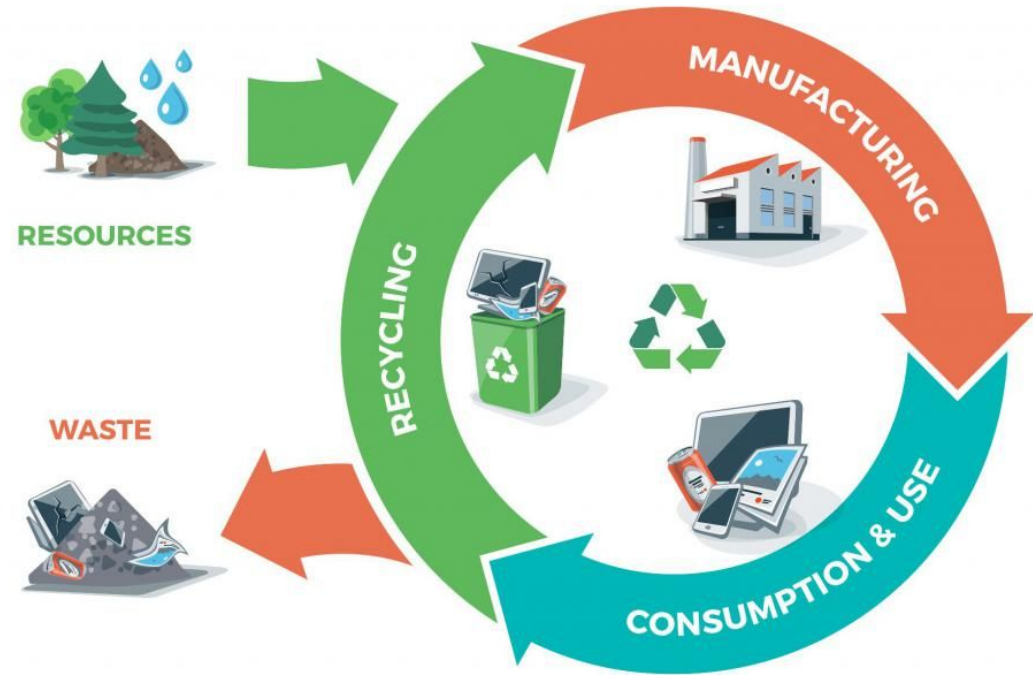 RESOURCES
MANUFACTURING
RECYCLING
WASTE
CONSUMPTION & USE